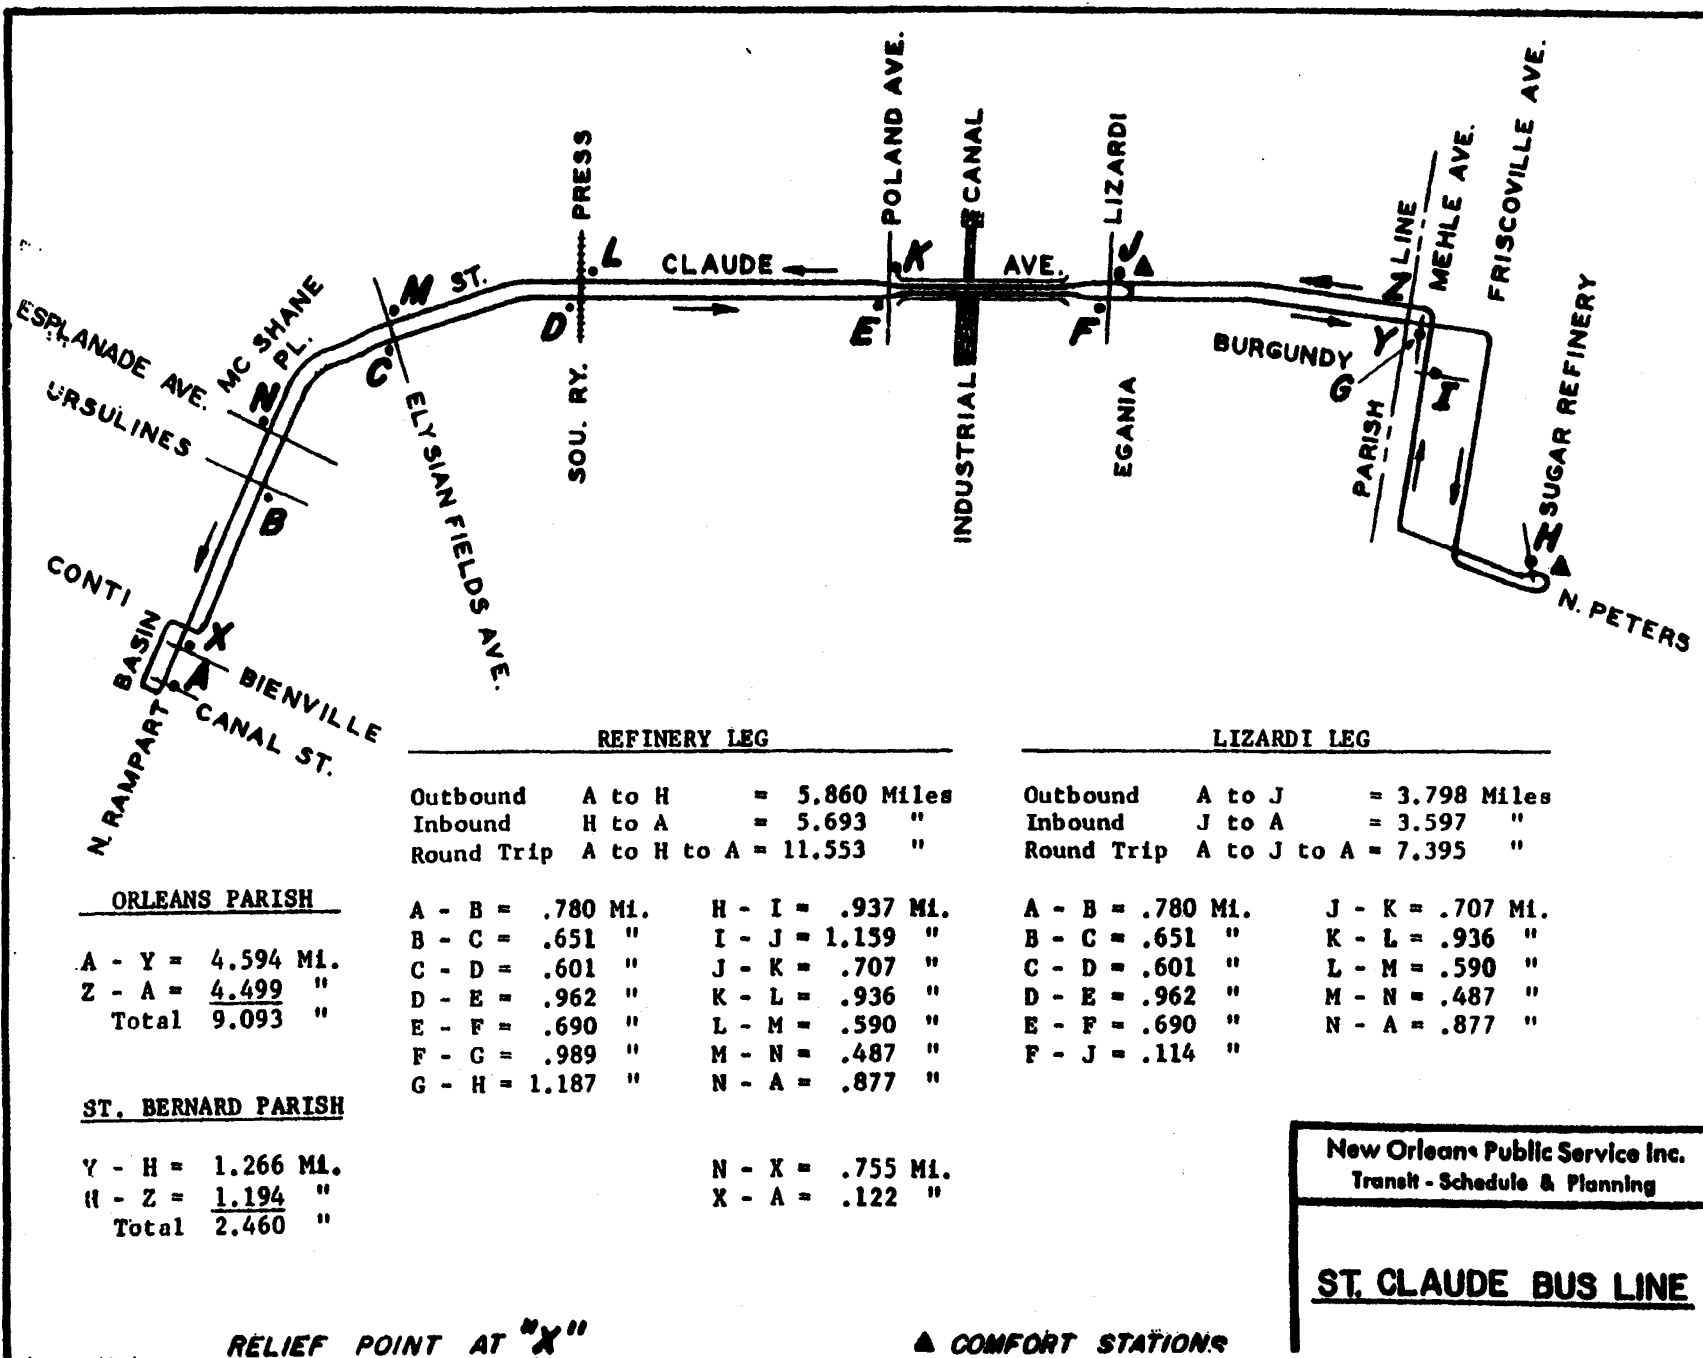 PRESS
POLAND AVE.
CANAL
LIZARDI
LINE
MEHLE AVE.
FRISCOVILLE AVE.
SUGAR REFINERY
L
CLAUDE
K
AVE.
J
M
ST.
D
E
F
BURGUNDY
Y
G
I
MC SHANE
PL.
ESPLANADE AVE.
N
C
URSULINES
ELYSIAN FIELDS AVE.
SOU. RY.
INDUSTRIAL
EGANIA
PARISH
B
H
N. PETERS
CONTI
BASIN
X
A
BIENVILLE
CANAL ST.
N. RAMPART
REFINERY LEG
Outbound A to H = 5.860 Miles
Inbound H to A = 5.693 "
Round Trip A to H to A = 11.553 "
A - B = .780 Mi. H - I = .937 Mi.
B - C = .651 " I - J = 1.159 "
C - D = .601 " J - K = .707 "
D - E = .962 " K - L = .936 "
E - F = .690 " L - M = .590 "
F - G = .989 " M - N = .487 "
G - H = 1.187 " N - A = .877 "
N - X = .755 Mi.
X - A = .122 "
LIZARDI LEG
Outbound A to J = 3.798 Miles
Inbound J to A = 3.597 "
Round Trip A to J to A = 7.395 "
A - B = .780 Mi. J - K = .707 Mi.
B - C = .651 " K - L = .936 "
C - D = .601 " L - M = .590 "
D - E = .962 " M - N = .487 "
E - F = .690 " N - A = .877 "
F - J = .114 "
ORLEANS PARISH
A - Y = 4.594 Mi.
Z - A = 4.499 "
Total 9.093 "
ST. BERNARD PARISH
Y - H = 1.266 Mi.
H - Z = 1.194 "
Total 2.460 "
New Orleans Public Service Inc.
Transit - Schedule & Planning
ST. CLAUDE BUS LINE
RELIEF POINT AT "X"
▲ COMFORT STATIONS